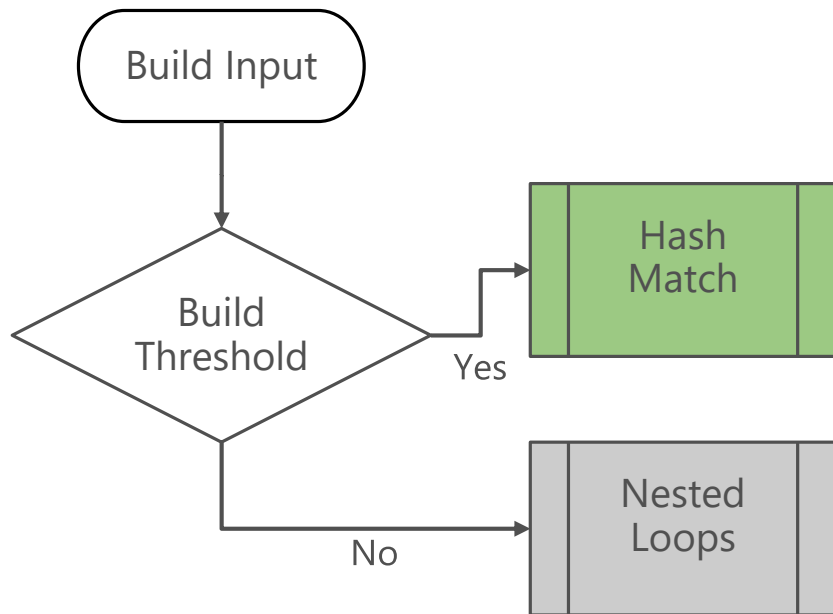 Build Input
Build
Threshold
Yes
Hash
Match
No
Nested
Loops